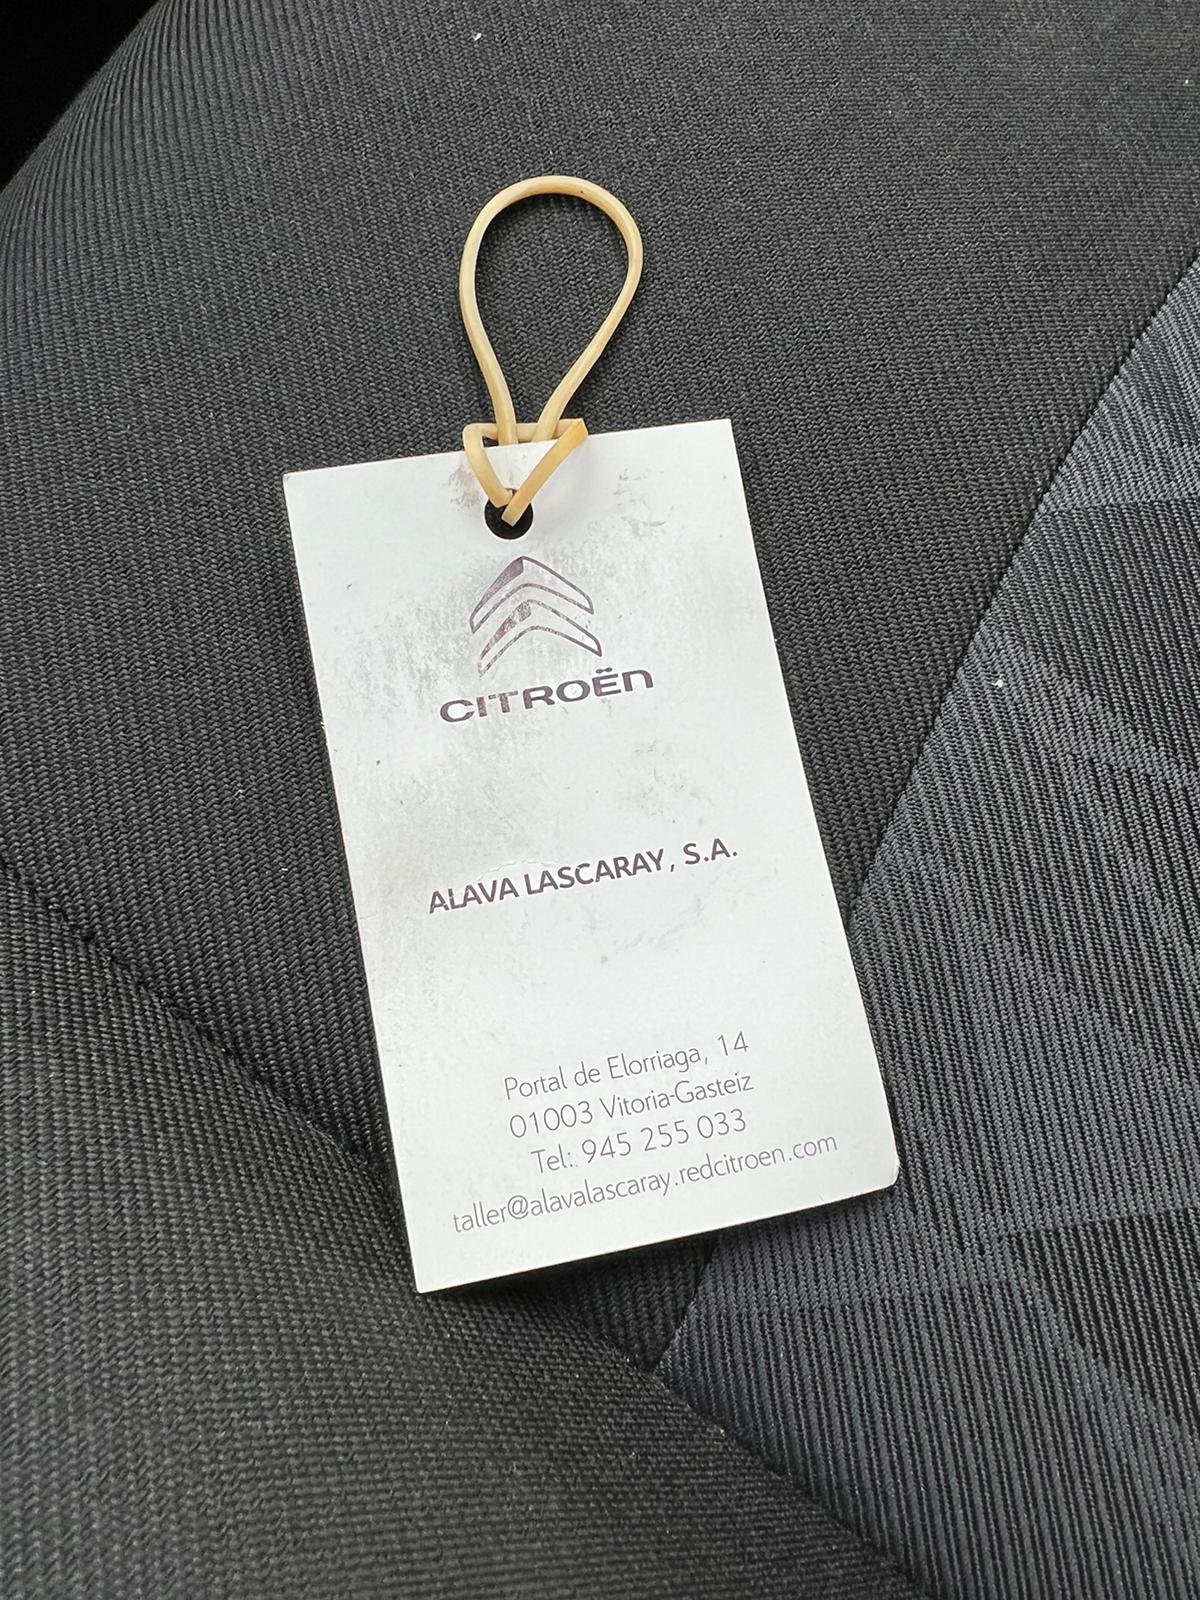 CITROËN
ALAVA LASCARAY, S.A.
Portal de Elorriaga, 14
01003 Vitoria-Gasteiz
Tel:. 945 255 033
taller@alavalascaray.redcitroen.com